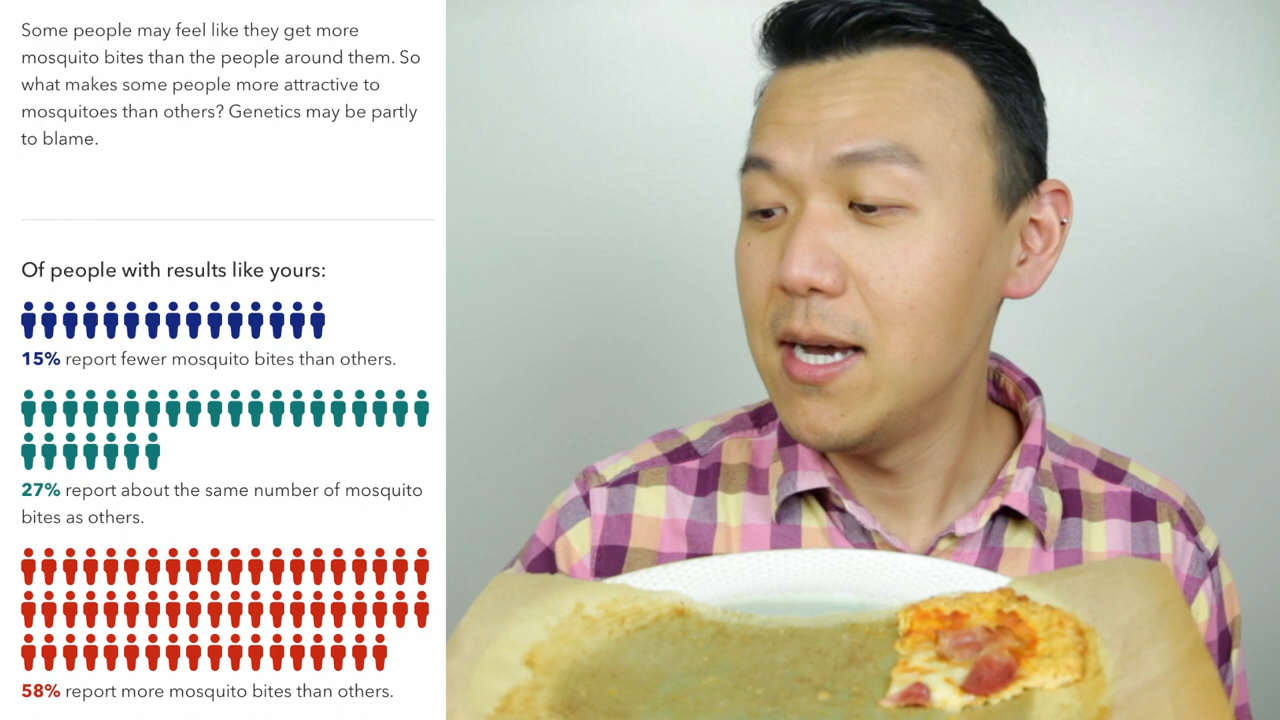 Some people may feel like they get more
mosquito bites than the people around them. So
what makes some people more attractive to
mosquitoes than others? Genetics may be partly
to blame.
Of people with results like yours:
15% report fewer mosquito bites than others.
27% report about the same number of mosquito
bites as others.
58% report more mosquito bites than others.